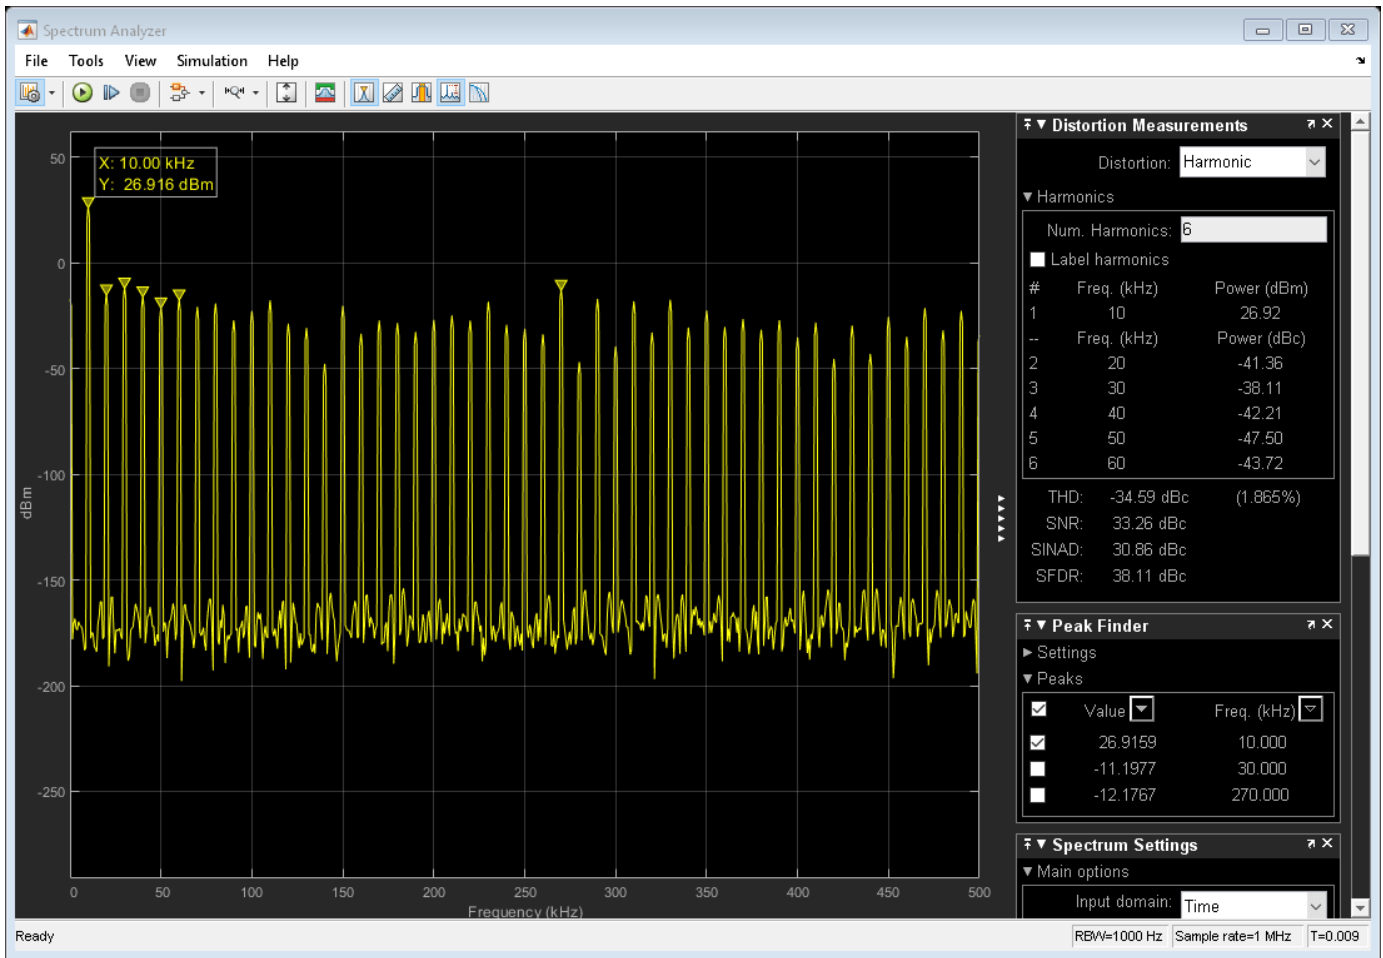 Spectrum Analyzer
File Tools View Simulation Help
X: 10.00 kHz
Y: 26.916 dBm
50
0
-50
-100
-150
-200
-250
dBm
0 50 100 150 200 250 300 350 400 450 500
Frequency (kHz)
Distortion Measurements
Distortion: Harmonic
Harmonics
Num. Harmonics: 6
Label harmonics
# Freq. (kHz) Power (dBm)
1 10 26.92
-- Freq. (kHz) Power (dBc)
2 20 -41.36
3 30 -38.11
4 40 -42.21
5 50 -47.50
6 60 -43.72
THD: -34.59 dBc (1.865%)
SNR: 33.26 dBc
SINAD: 30.86 dBc
SFDR: 38.11 dBc
Peak Finder
Settings
Peaks
Value Freq. (kHz)
26.9159 10.000
-11.1977 30.000
-12.1767 270.000
Spectrum Settings
Main options
Input domain: Time
Ready
RBW=1000 Hz Sample rate=1 MHz T=0.009